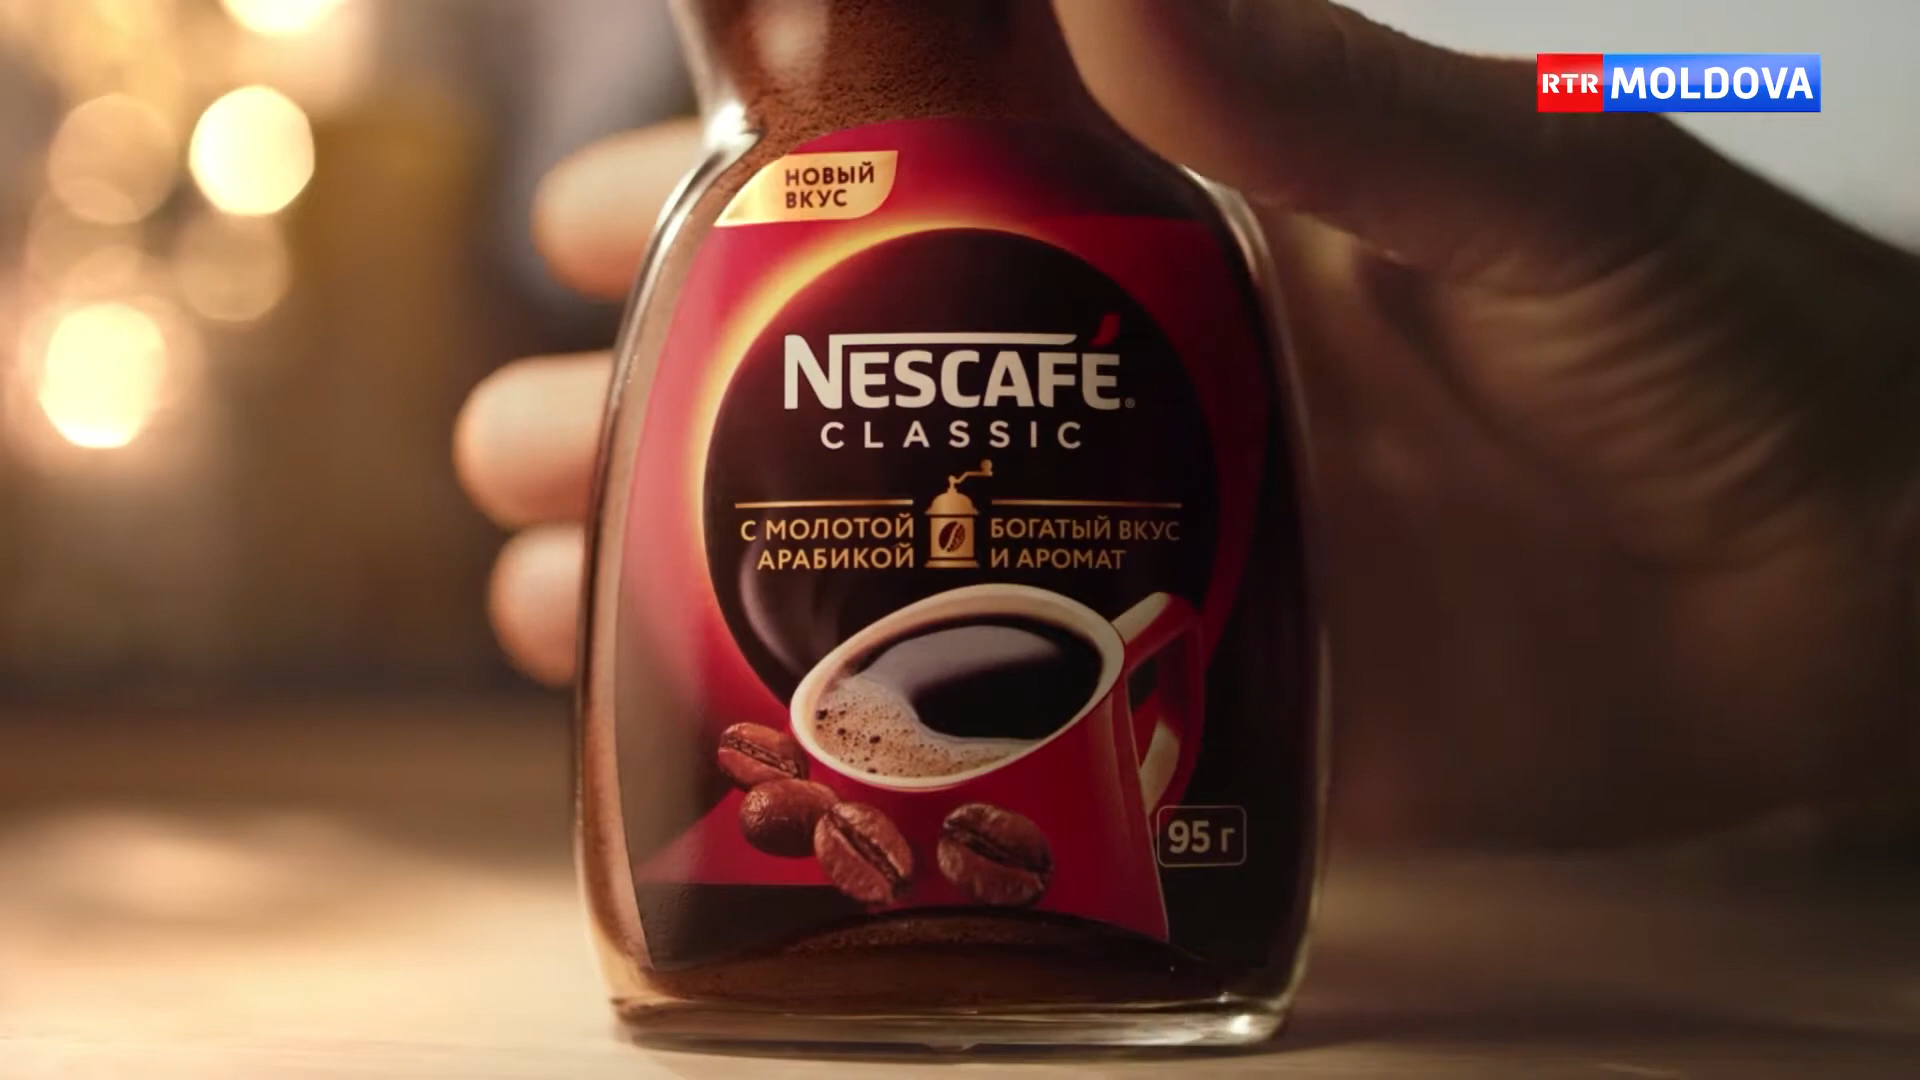 RTR MOLDOVA
НОВЫЙ
ВКУС
NESCAFÉ®
CLASSIC
С МОЛОТОЙ
АРАБИКОЙ
БОГАТЫЙ ВКУС
И АРОМАТ
95 г